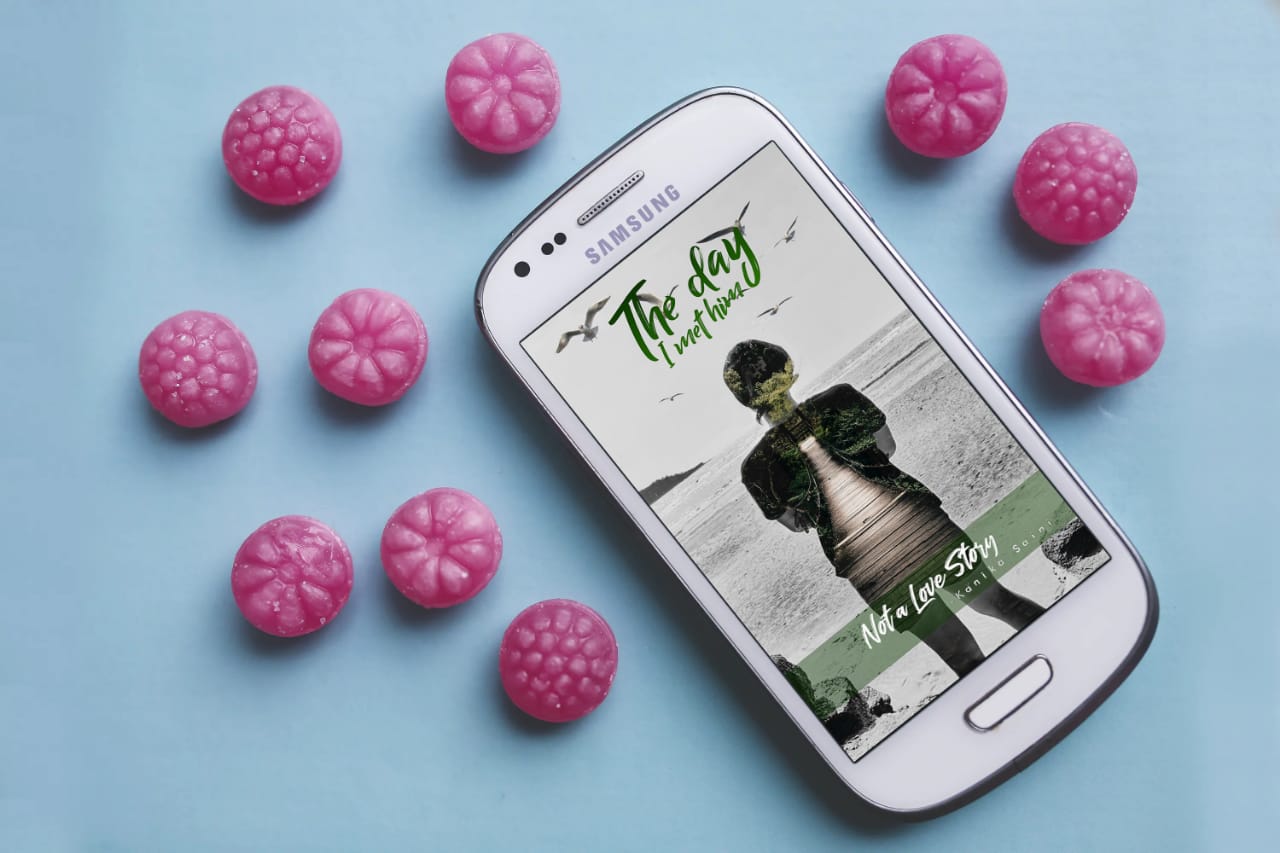 SAMSUNG
The day
I met him
Not a Love Story
Kanika Saini